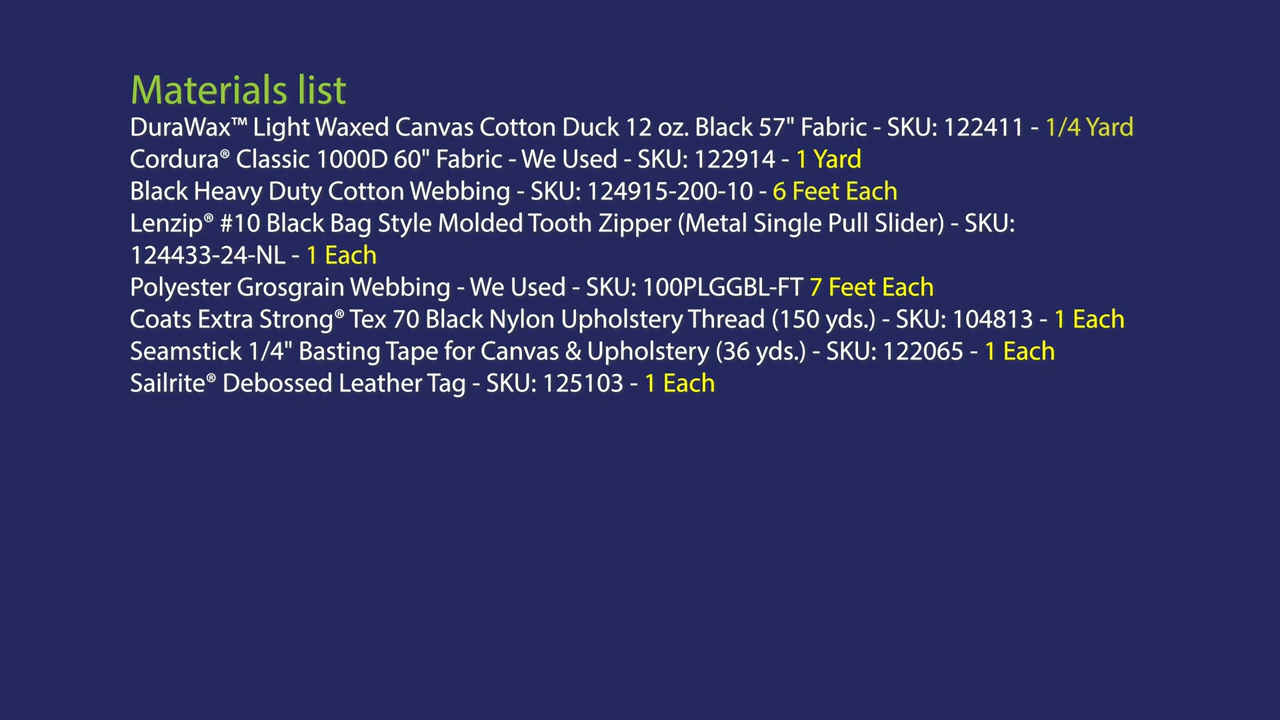 Materials list
DuraWax™ Light Waxed Canvas Cotton Duck 12 oz. Black 57" Fabric - SKU: 122411 - 1/4 Yard
Cordura® Classic 1000D 60" Fabric - We Used - SKU: 122914 - 1 Yard
Black Heavy Duty Cotton Webbing - SKU: 124915-200-10 - 6 Feet Each
Lenzip® #10 Black Bag Style Molded Tooth Zipper (Metal Single Pull Slider) - SKU:
124433-24-NL - 1 Each
Polyester Grosgrain Webbing - We Used - SKU: 100PLGGBL-FT 7 Feet Each
Coats Extra Strong® Tex 70 Black Nylon Upholstery Thread (150 yds.) - SKU: 104813 - 1 Each
Seamstick 1/4" Basting Tape for Canvas & Upholstery (36 yds.) - SKU: 122065 - 1 Each
Sailrite® Debossed Leather Tag - SKU: 125103 - 1 Each